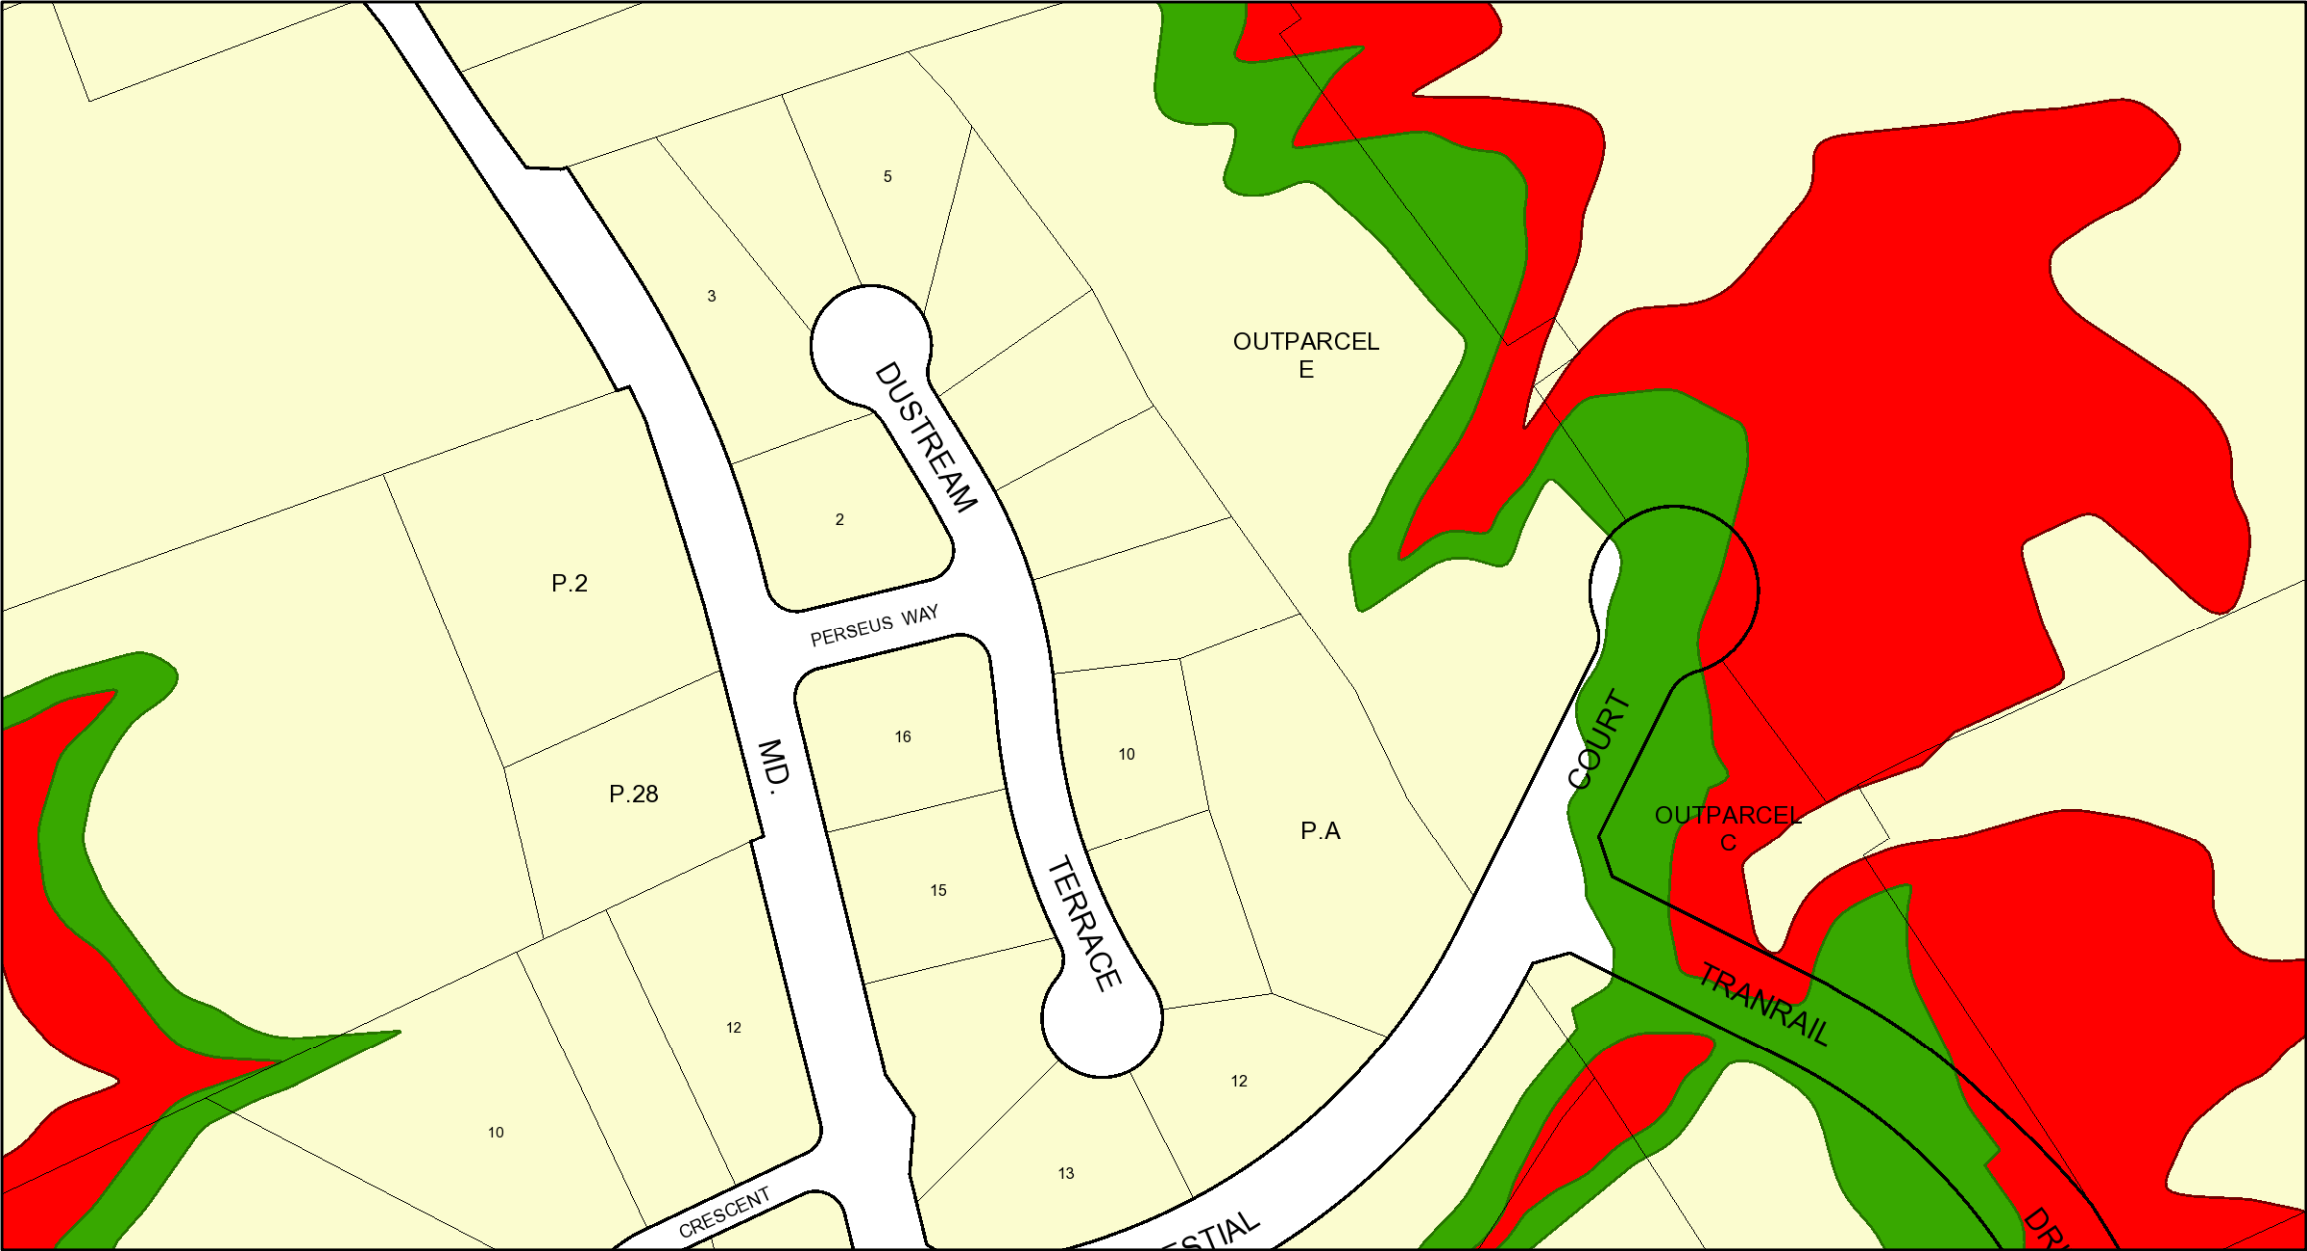 5
3
OUTPARCEL
E
DUSTREAM
2
P.2
PERSEUS WAY
16
MD.
10
COURT
P.28
OUTPARCEL
C
P.A
15
TERRACE
TRANRAIL
12
12
10
13
CRESCENT